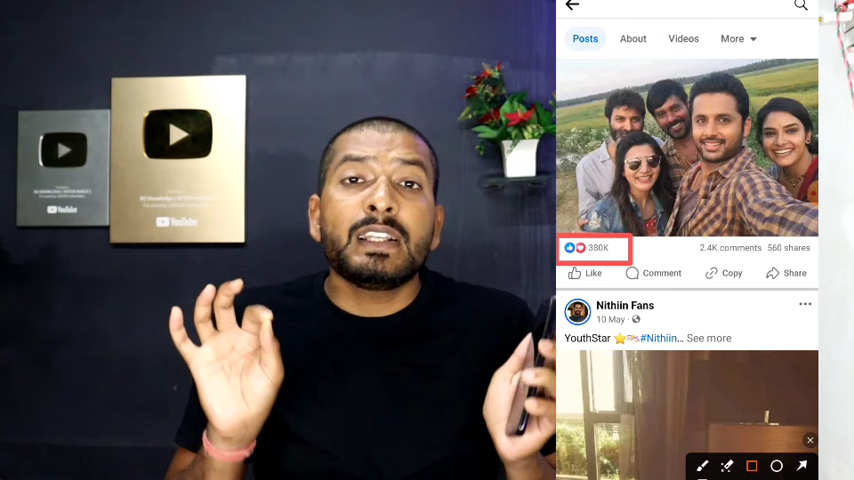 YouTube
YouTube
Posts
About
Videos
More
380K
2.4K comments
560 shares
Like
Comment
Copy
Share
Nithiin Fans
10 May
YouthStar ⭐ #Nithiin... See more